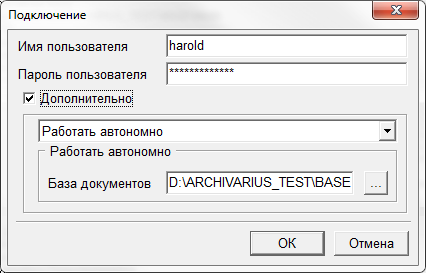 Подключение
Имя пользователя harold
Пароль пользователя *************
Дополнительно
Работать автономно
Работать автономно
База документов D:\ARCHIVARIUS_TEST\BASE ...
OK Отмена